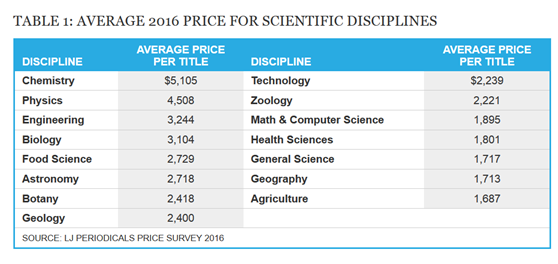 TABLE 1: AVERAGE 2016 PRICE FOR SCIENTIFIC DISCIPLINES
DISCIPLINE AVERAGE PRICE PER TITLE DISCIPLINE AVERAGE PRICE PER TITLE
Chemistry $5,105 Technology $2,239
Physics 4,508 Zoology 2,221
Engineering 3,244 Math & Computer Science 1,895
Biology 3,104 Health Sciences 1,801
Food Science 2,729 General Science 1,717
Astronomy 2,718 Geography 1,713
Botany 2,418 Agriculture 1,687
Geology 2,400
SOURCE: LJ PERIODICALS PRICE SURVEY 2016